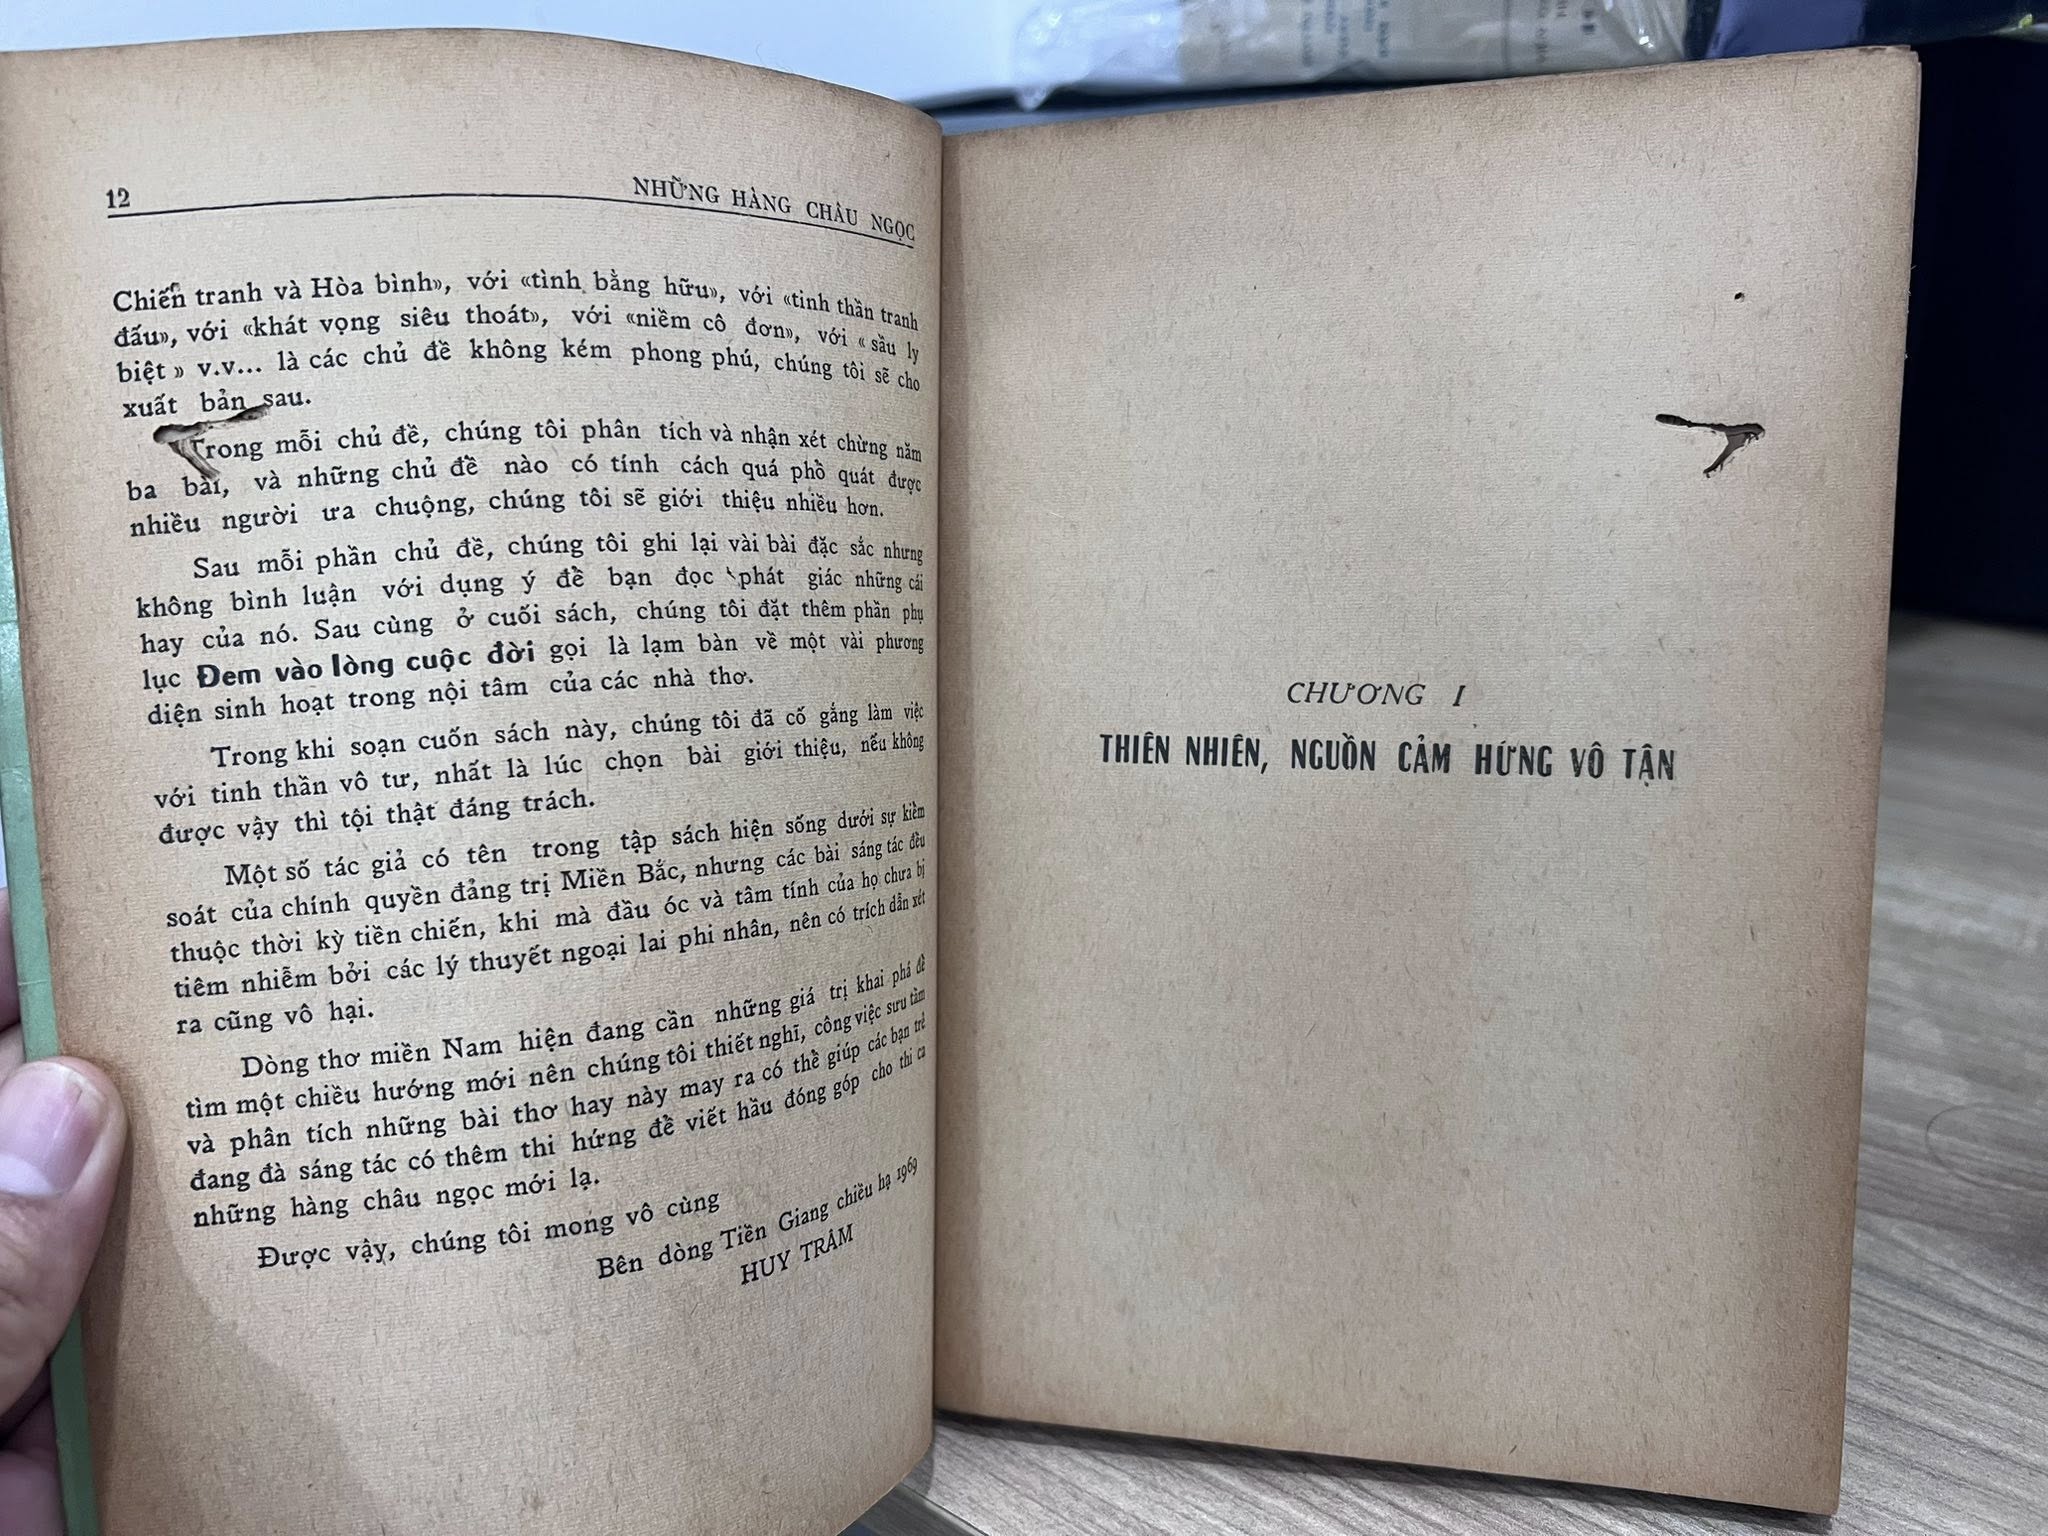 12
NHỮNG HÀNG CHÂU NGỌC
Chiến tranh và Hòa bình», với «tình bằng hữu», với «tinh thần tranh
đấu», với «khát vọng siêu thoát», với «niềm cô đơn», với « sầu ly
biệt » v.v... là các chủ đề không kém phong phú, chúng tôi sẽ cho
xuất bản sau.
Trong mỗi chủ đề, chúng tôi phân tích và nhận xét chừng năm
ba bài, và những chủ đề nào có tính cách quá phổ quát được
nhiều người ưa chuộng, chúng tôi sẽ giới thiệu nhiều hơn.
Sau mỗi phần chủ đề, chúng tôi ghi lại vài bài đặc sắc nhưng
không bình luận với dụng ý để bạn đọc phát giác những cái
hay của nó. Sau cùng ở cuối sách, chúng tôi đặt thêm phần phụ
lục Đem vào lòng cuộc đời gọi là lạm bàn về một vài phương
diện sinh hoạt trong nội tâm của các nhà thơ.
Trong khi soạn cuốn sách này, chúng tôi đã cố gắng làm việc
với tinh thần vô tư, nhất là lúc chọn bài giới thiệu, nếu không
được vậy thì tội thật đáng trách.
Một số tác giả có tên trong tập sách hiện sống dưới sự kiểm
soát của chính quyền đảng trị Miền Bắc, nhưng các bài sáng tác đều
thuộc thời kỳ tiền chiến, khi mà đầu óc và tâm tính của họ chưa bị
tiêm nhiễm bởi các lý thuyết ngoại lai phi nhân, nên có trích dẫn xét
ra cũng vô hại.
Dòng thơ miền Nam hiện đang cần những giá trị khai phá để
tìm một chiều hướng mới nên chúng tôi thiết nghĩ, công việc sưu tầm
và phân tích những bài thơ hay này may ra có thể giúp các bạn trẻ
đang đà sáng tác có thêm thi hứng để viết hầu đóng góp cho thi ca
những hàng châu ngọc mới lạ.
Được vậy, chúng tôi mong vô cùng
Bên dòng Tiền Giang chiều hạ 1969
HUY TRÂM
CHƯƠNG I
THIÊN NHIÊN, NGUỒN CẢM HỨNG VÔ TẬN